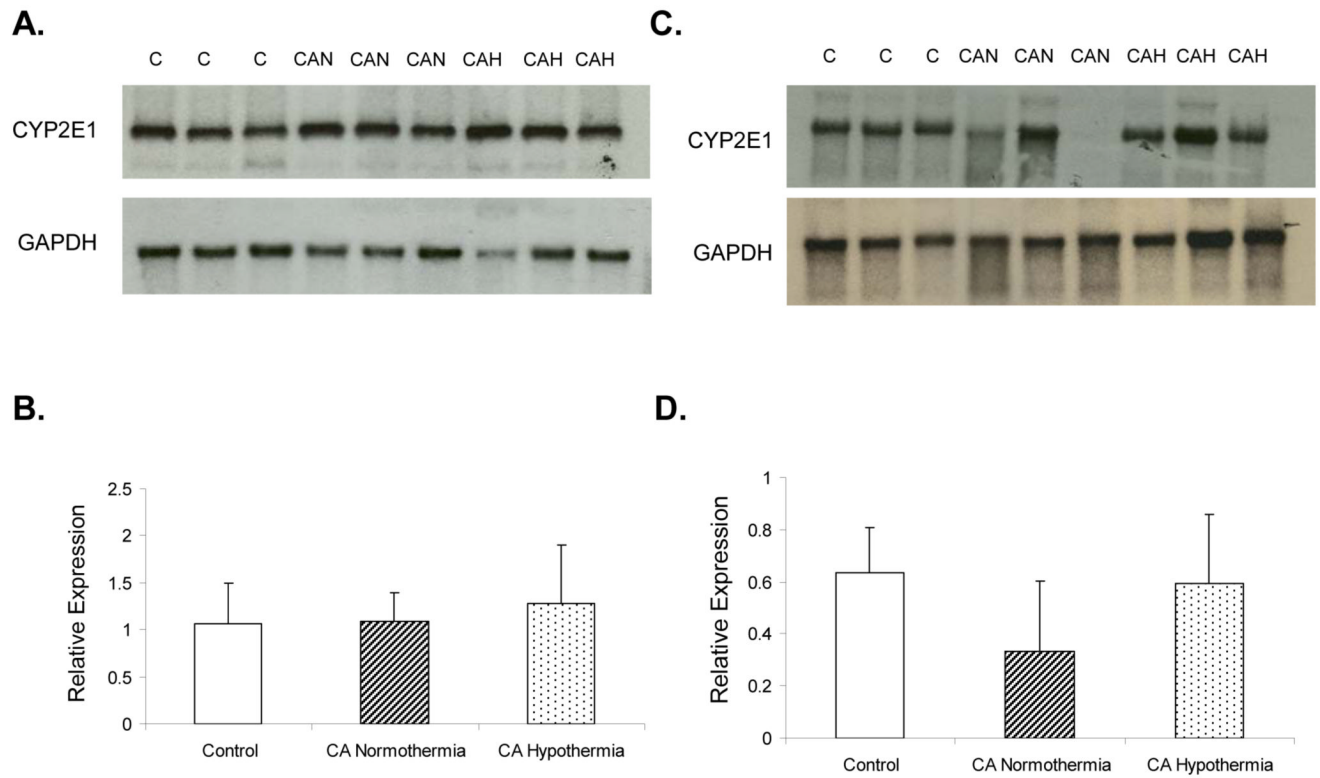 A.
C C C CAN CAN CAN CAH CAH CAH
CYP2E1
GAPDH
C.
C C C CAN CAN CAN CAH CAH CAH
CYP2E1
GAPDH
B.
Relative Expression
2.5
2
1.5
1
0.5
0
Control CA Normothermia CA Hypothermia
D.
Relative Expression
1
0.8
0.6
0.4
0.2
0
Control CA Normothermia CA Hypothermia